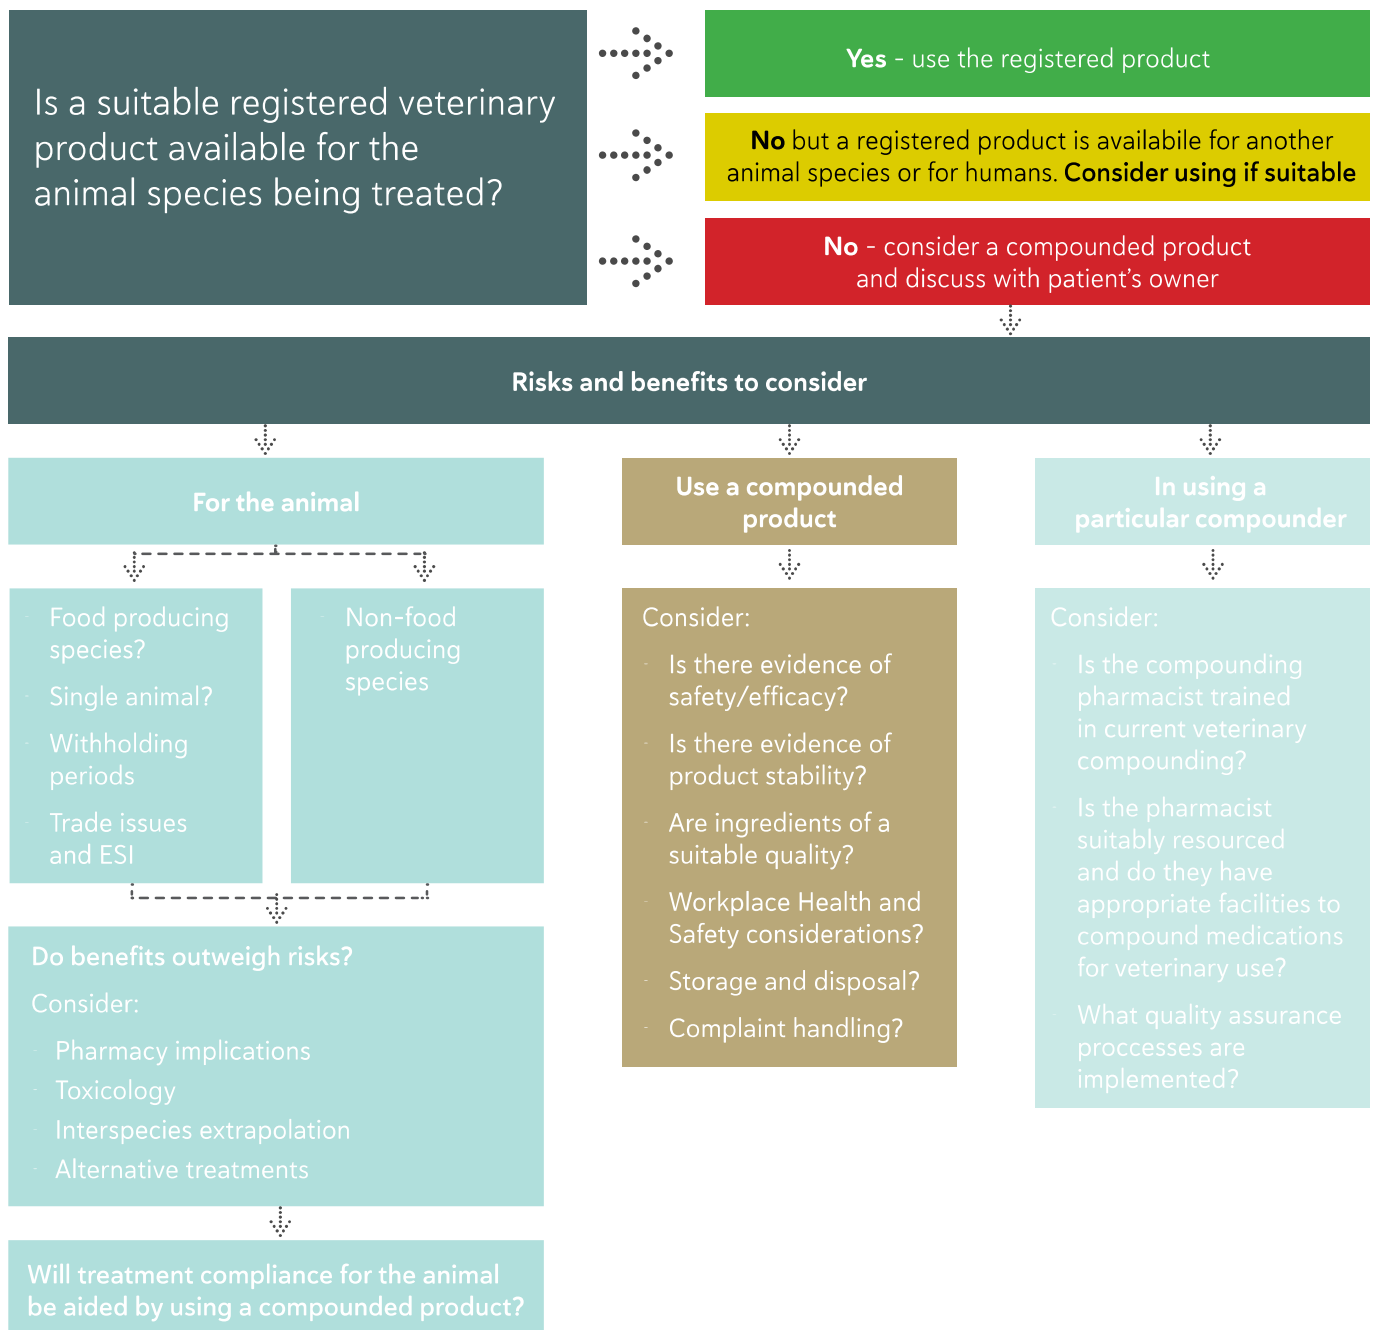 Is a suitable registered veterinary
product available for the
animal species being treated?
Yes - use the registered product
No but a registered product is availabile for another
animal species or for humans. Consider using if suitable
No - consider a compounded product
and discuss with patient's owner
Risks and benefits to consider
For the animal
- Food producing
species?
- Single animal?
- Withholding
periods
- Trade issues
and ESI
- Non-food
producing
species
Do benefits outweigh risks?
Consider:
- Pharmacy implications
- Toxicology
- Interspecies extrapolation
- Alternative treatments
Will treatment compliance for the animal
be aided by using a compounded product?
Use a compounded
product
Consider:
- Is there evidence of
safety/efficacy?
- Is there evidence of
product stability?
- Are ingredients of a
suitable quality?
- Workplace Health and
Safety considerations?
- Storage and disposal?
- Complaint handling?
In using a
particular compounder
Consider:
- Is the compounding
pharmacist trained
in current veterinary
compounding?
- Is the pharmacist
suitably resourced
and do they have
appropriate facilities to
compound medications
for veterinary use?
- What quality assurance
proccesses are
implemented?